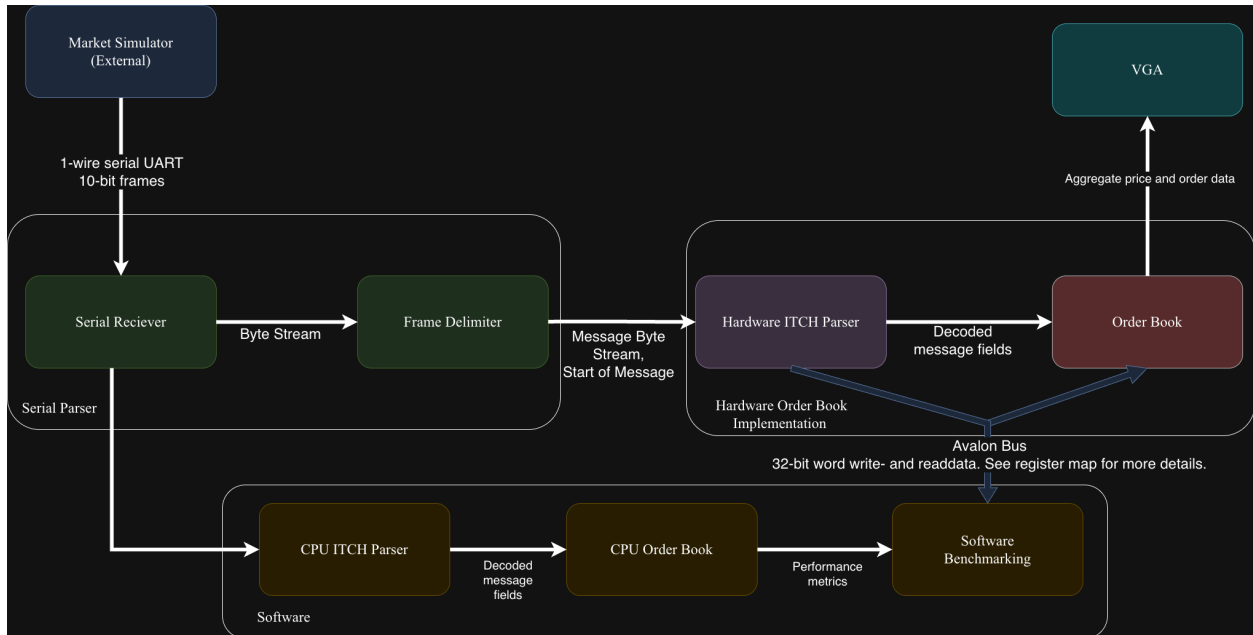 Market Simulator
(External)
VGA
1-wire serial UART
10-bit frames
Aggregate price and order data
Serial Reciever
Byte Stream
Frame Delimiter
Message Byte
Stream,
Start of Message
Hardware ITCH Parser
Decoded
message fields
Order Book
Serial Parser
Hardware Order Book
Implementation
Avalon Bus
32-bit word write- and readdata. See register map for more details.
CPU ITCH Parser
Decoded
message
fields
CPU Order Book
Performance
metrics
Software
Benchmarking
Software